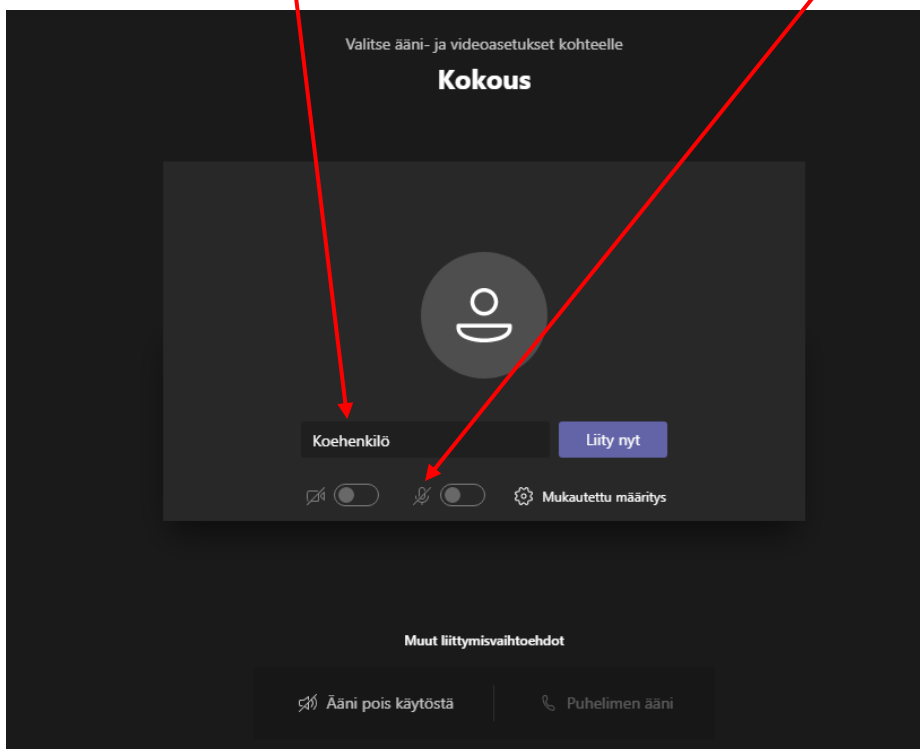 Valitse ääni- ja videoasetukset kohteelle
Kokous
Koehenkilö
Liity nyt
Mukautettu määritys
Muut liittymisvaihtoehdot
Ääni pois käytöstä
Puhelimen ääni